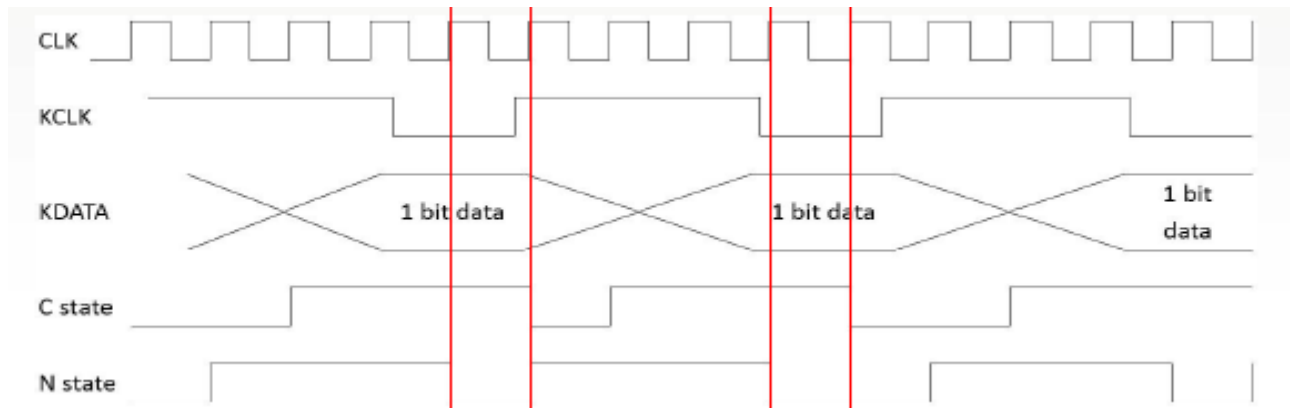 CLK
KCLK
KDATA
1 bit data
1 bit data
1 bit
data
C state
N state